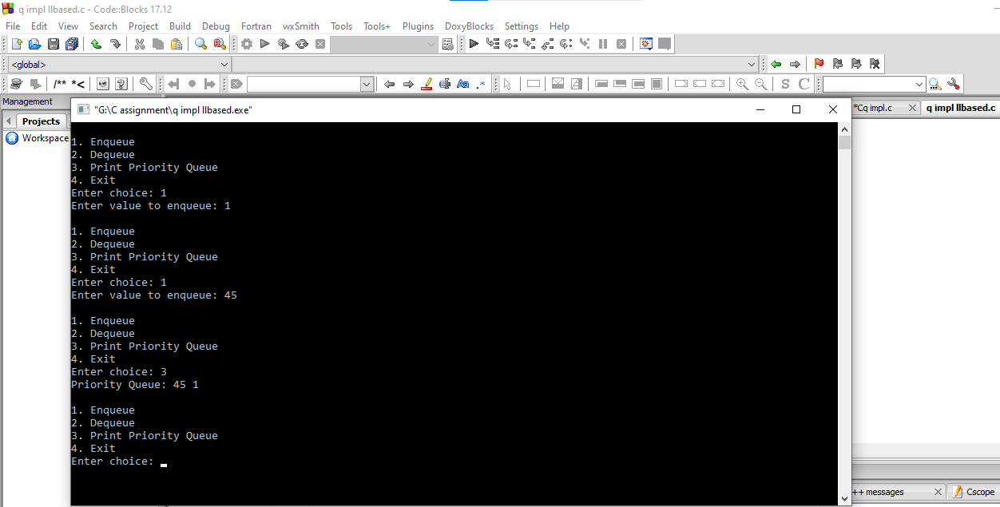 q impl llbased.c - Code::Blocks 17.12
File Edit View Search Project Build Debug Fortran wxSmith Tools Tools+ Plugins DoxyBlocks Settings Help
<global>
/** *<
Aa .*
S C
Management
"G:\C assignment\q impl llbased.exe"
*Cq impl.c
q impl llbased.c
Projects
Workspace
1. Enqueue
2. Dequeue
3. Print Priority Queue
4. Exit
Enter choice: 1
Enter value to enqueue: 1
1. Enqueue
2. Dequeue
3. Print Priority Queue
4. Exit
Enter choice: 1
Enter value to enqueue: 45
1. Enqueue
2. Dequeue
3. Print Priority Queue
4. Exit
Enter choice: 3
Priority Queue: 45 1
1. Enqueue
2. Dequeue
3. Print Priority Queue
4. Exit
Enter choice:
++ messages
Cscope